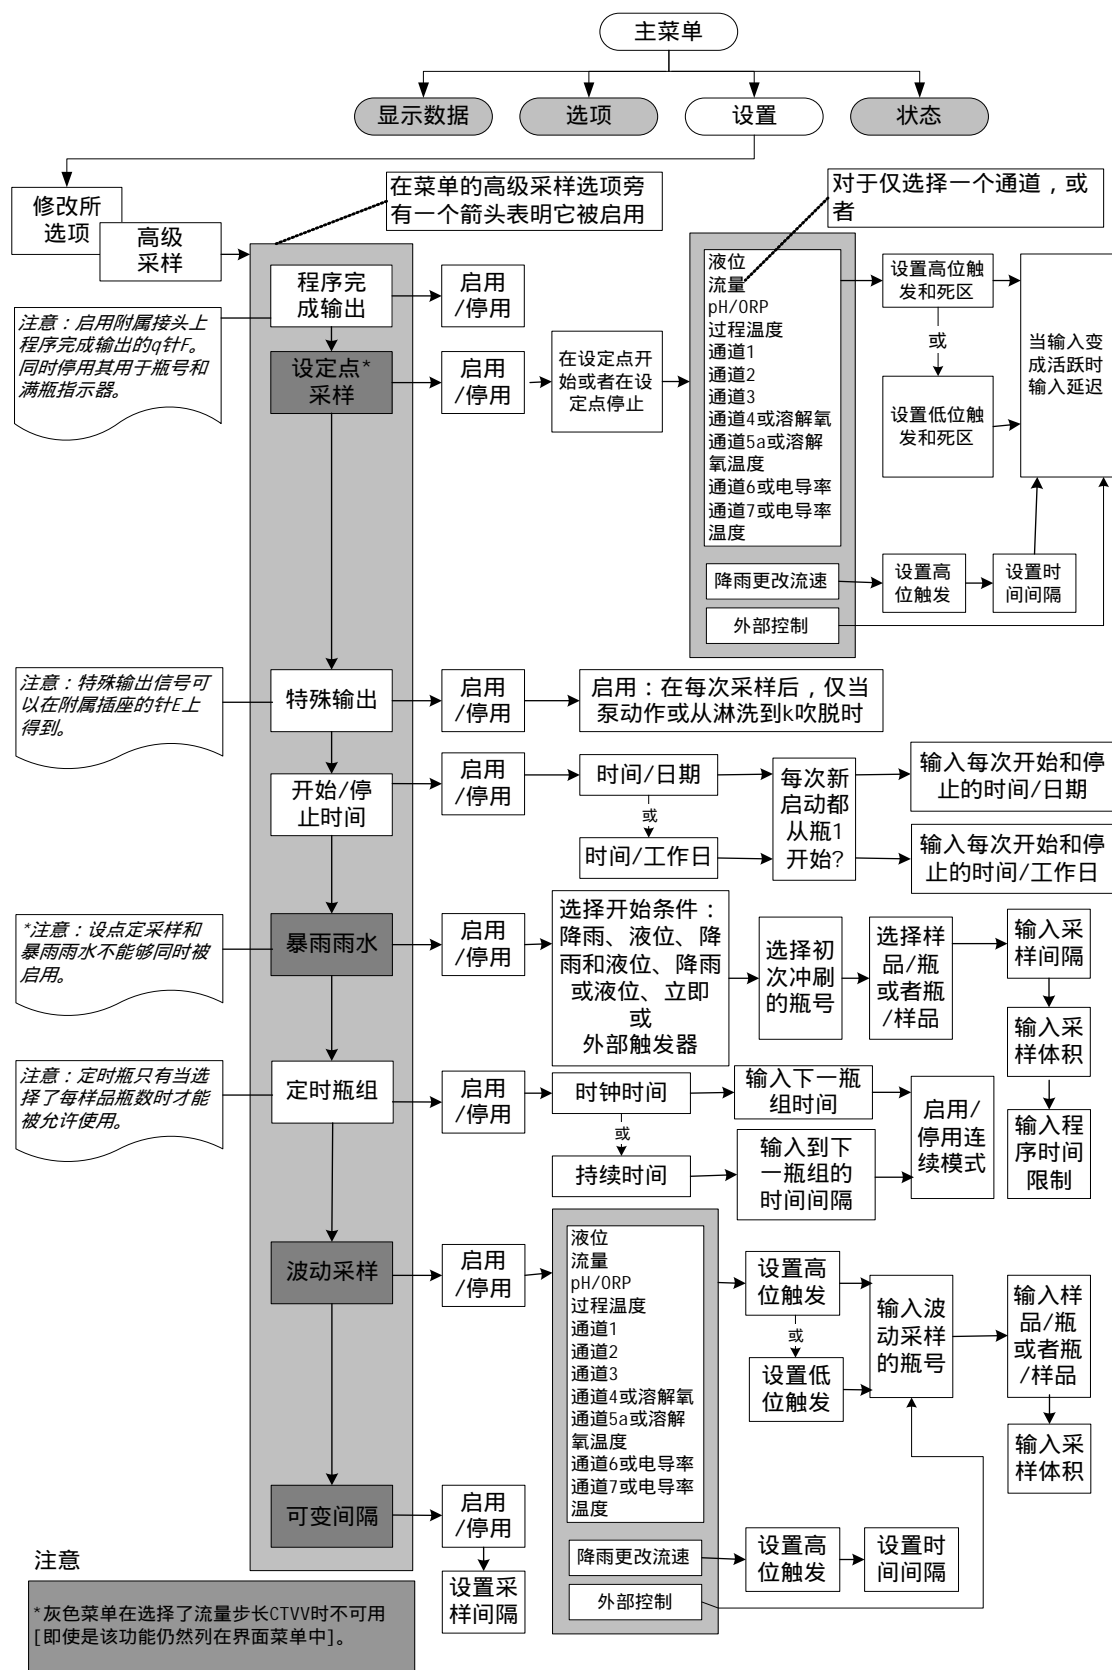 主菜单
显示数据
选项
设置
状态
修改所
选项
高级
采样
在菜单的高级采样选项旁
有一个箭头表明它被启用
对于仅选择一个通道，或
者
程序完
成输出
启用
/停用
注意：启用附属接头上
程序完成输出的q针F。
同时停用其用于瓶号和
满瓶指示器。
设定点*
采样
启用
/停用
在设定点开
始或者在设
定点停止
液位
流量
pH/ORP
过程温度
通道1
通道2
通道3
通道4或溶解氧
通道5a或溶解
氧温度
通道6或电导率
通道7或电导率
温度
设置高位触
发和死区
或
设置低位触
发和死区
当输入变
成活跃时
输入延迟
降雨更改流速
设置高
位触发
设置时
间间隔
外部控制
注意：特殊输出信号可
以在附属插座的针E上
得到。
特殊输出
启用
/停用
启用：在每次采样后，仅当
泵动作或从淋洗到k吹脱时
开始/停
止时间
启用
/停用
时间/日期
或
时间/工作日
每次新
启动都
从瓶1
开始?
输入每次开始和停
止的时间/日期
输入每次开始和停
止的时间/工作日
*注意：设点定采样和
暴雨雨水不能够同时被
启用。
暴雨雨水
启用
/停用
选择开始条件：
降雨、液位、降
雨和液位、降雨
或液位、立即
或
外部触发器
选择初
次冲刷
的瓶号
选择样
品/瓶
或者瓶
/样品
输入采
样间隔
输入采
样体积
输入程
序时间
限制
注意：定时瓶只有当选
择了每样品瓶数时才能
被允许使用。
定时瓶组
启用
/停用
时钟时间
或
持续时间
输入下一瓶
组时间
输入到下
一瓶组的
时间间隔
启用/
停用连
续模式
波动采样
启用
/停用
液位
流量
pH/ORP
过程温度
通道1
通道2
通道3
通道4或溶解氧
通道5a或溶解
氧温度
通道6或电导率
通道7或电导率
温度
设置高
位触发
或
设置低
位触发
输入波
动采样
的瓶号
输入样
品/瓶
或者瓶
/样品
输入采
样体积
降雨更改流速
设置高
位触发
设置时
间间隔
外部控制
可变间隔
启用
/停用
设置采
样间隔
注意
*灰色菜单在选择了流量步长CTVV时不可用
[即使是该功能仍然列在界面菜单中]。